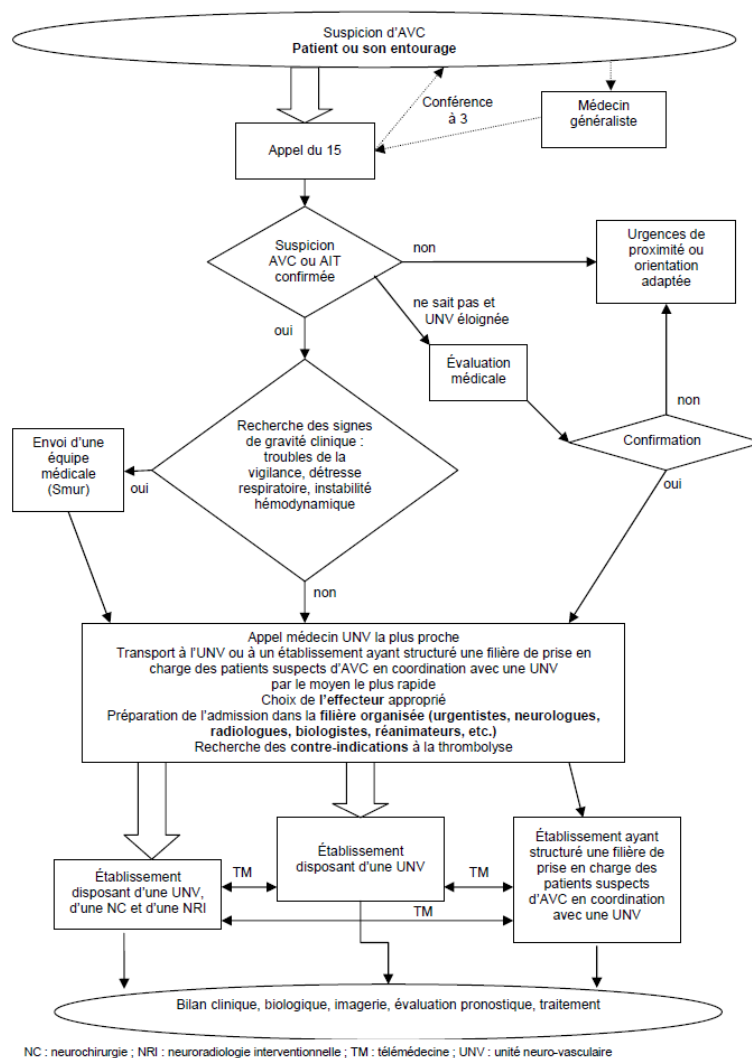 Suspicion d'AVC
Patient ou son entourage
Conférence
à 3
Médecin
généraliste
Appel du 15
Suspicion
AVC ou AIT
confirmée
non
Urgences de
proximité ou
orientation
adaptée
ne sait pas et
UNV éloignée
oui
Évaluation
médicale
non
Confirmation
Recherche des signes
de gravité clinique :
troubles de la
vigilance, détresse
respiratoire, instabilité
hémodynamique
Envoi d'une
équipe
médicale
(Smur)
oui
oui
non
Appel médecin UNV la plus proche
Transport à l'UNV ou à un établissement ayant structuré une filière de prise en
charge des patients suspects d'AVC en coordination avec une UNV
par le moyen le plus rapide
Choix de l'effecteur approprié
Préparation de l'admission dans la filière organisée (urgentistes, neurologues,
radiologues, biologistes, réanimateurs, etc.)
Recherche des contre-indications à la thrombolyse
Établissement
disposant d'une UNV,
d'une NC et d'une NRI
TM
Établissement
disposant d'une UNV
TM
TM
Établissement ayant
structuré une filière de
prise en charge des
patients suspects
d'AVC en coordination
avec une UNV
Bilan clinique, biologique, imagerie, évaluation pronostique, traitement
NC : neurochirurgie ; NRI : neuroradiologie interventionnelle ; TM : télémédecine ; UNV : unité neuro-vasculaire